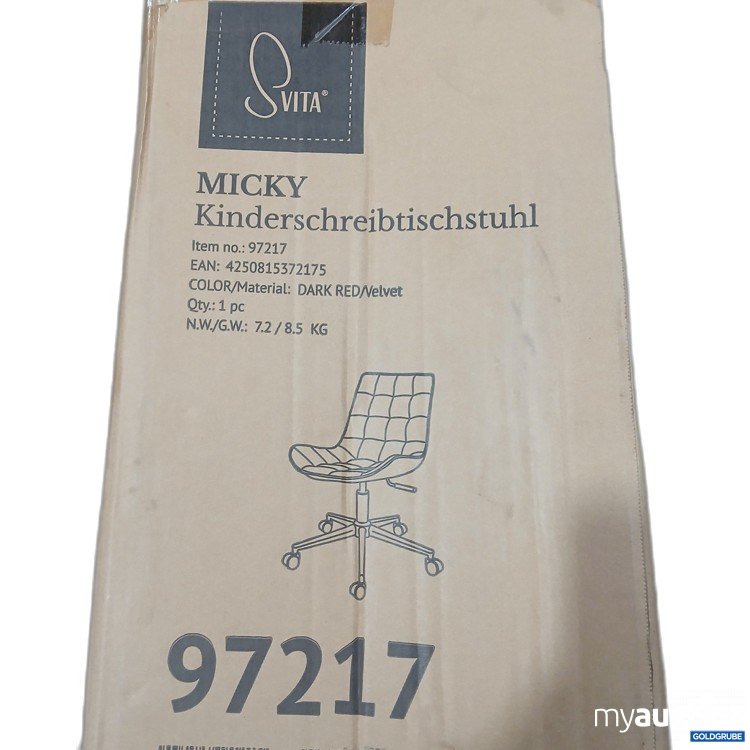 SVITA®
MICKY
Kinderschreibtischstuhl
Item no.: 97217
EAN: 4250815372175
COLOR/Material: DARK RED/Velvet
Qty.: 1 pc
N.W./G.W.: 7.2 / 8.5 KG
97217
myau
GOLDGRUBE